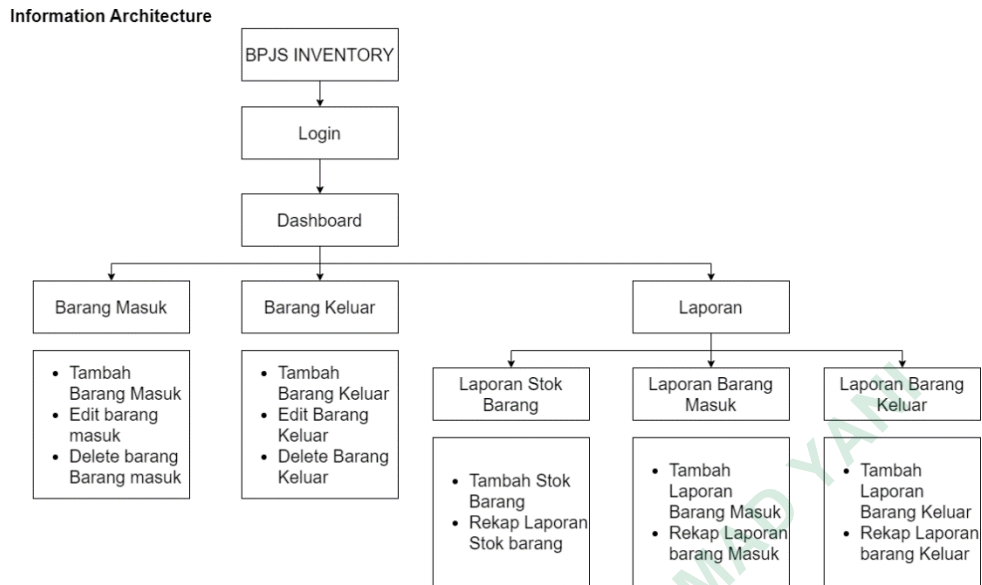 Information Architecture
BPJS INVENTORY
Login
Dashboard
Barang Masuk
Barang Keluar
Laporan
• Tambah
Barang Masuk
• Edit barang
masuk
• Delete barang
Barang masuk
• Tambah
Barang Keluar
• Edit Barang
Keluar
• Delete Barang
Keluar
Laporan Stok
Barang
Laporan Barang
Masuk
Laporan Barang
Keluar
• Tambah Stok
Barang
• Rekap Laporan
Stok barang
• Tambah
Laporan
Barang Masuk
• Rekap Laporan
barang Masuk
• Tambah
Laporan
Barang Keluar
• Rekap Laporan
barang Keluar
MAD YANI